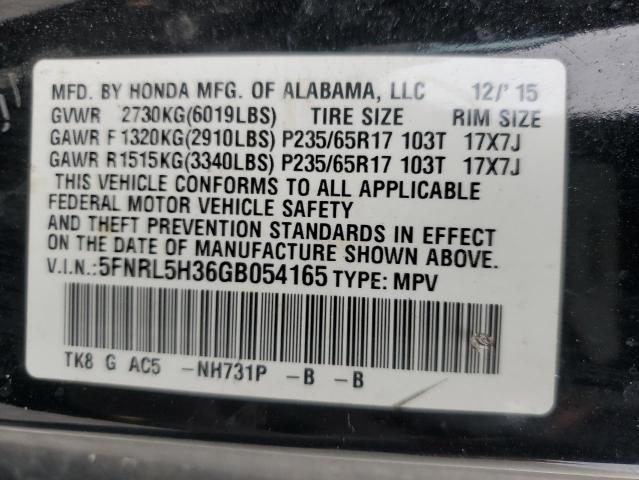 MFD. BY HONDA MFG. OF ALABAMA, LLC 12/'15
GVWR 2730KG(6019LBS) TIRE SIZE RIM SIZE
GAWR F1320KG(2910LBS) P235/65R17 103T 17X7J
GAWR R1515KG(3340LBS) P235/65R17 103T 17X7J
THIS VEHICLE CONFORMS TO ALL APPLICABLE
FEDERAL MOTOR VEHICLE SAFETY
AND THEFT PREVENTION STANDARDS IN EFFECT
ON THE DATE OF MANUFACTURE SHOWN ABOVE.
V.I.N.:5FNRL5H36GB054165 TYPE: MPV
TK8 G AC5 -NH731P -B -B